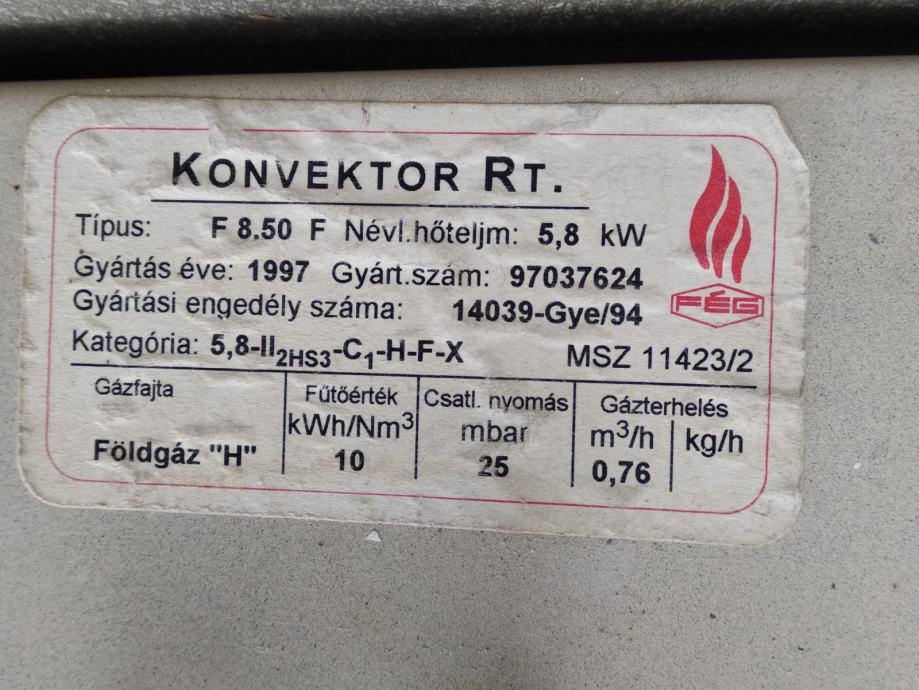 KONVEKTOR RT.
Típus: F 8.50 F Névl.hőteljm: 5,8 kW
Gyártás éve: 1997 Gyárt.szám: 97037624
FÉG
Gyártási engedély száma: 14039-Gye/94
Kategória: 5,8-II₂HS₃-C₁-H-F-X MSZ 11423/2
Gázfajta Fűtőérték Csatl. nyomás Gázterhelés
kWh/Nm³ mbar m³/h kg/h
Földgáz "H" 10 25 0,76